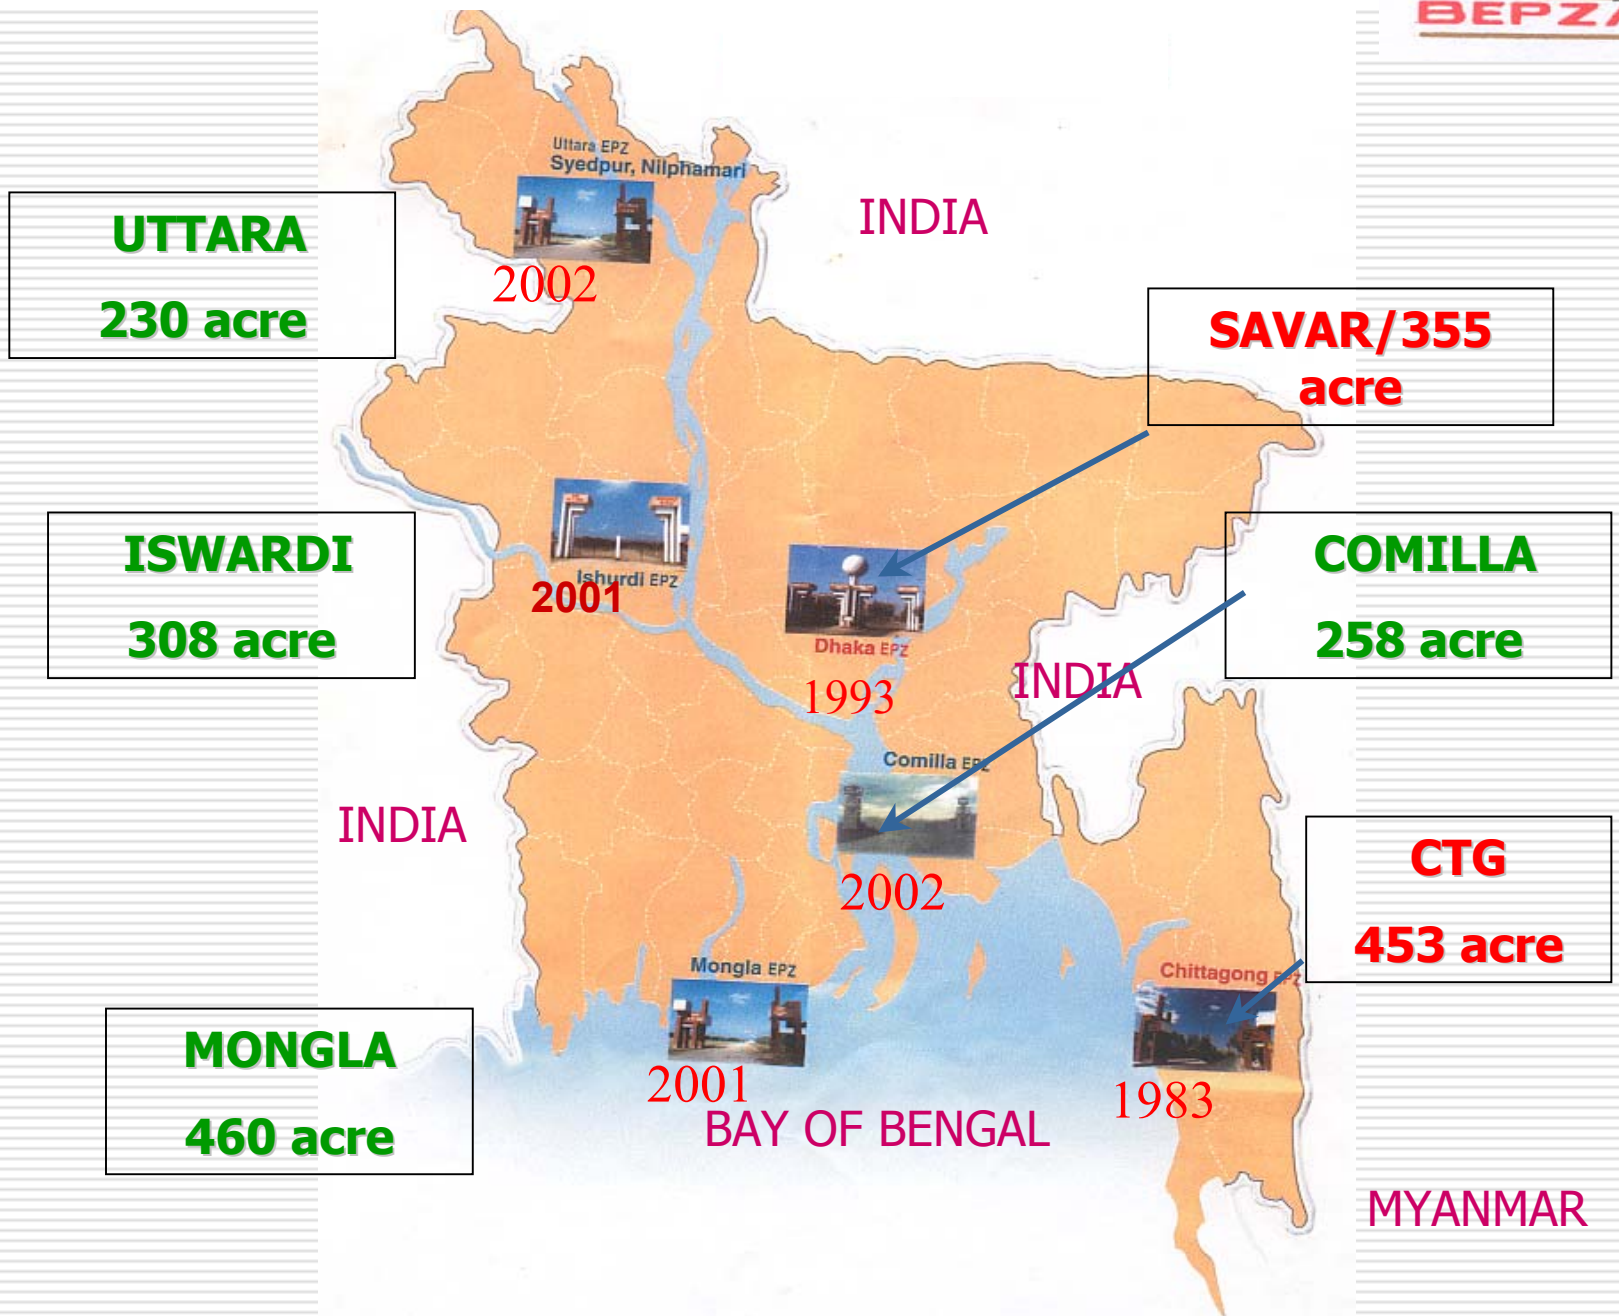 BEPZA
Uttara EPZ
Syedpur, Nilphamari
INDIA
UTTARA
230 acre
2002
SAVAR/355
acre
ISWARDI
308 acre
Ishurdi EPZ
2001
COMILLA
258 acre
Dhaka EPZ
1993
INDIA
Comilla EPZ
2002
INDIA
CTG
453 acre
Mongla EPZ
2001
Chittagong EPZ
1983
MONGLA
460 acre
BAY OF BENGAL
MYANMAR